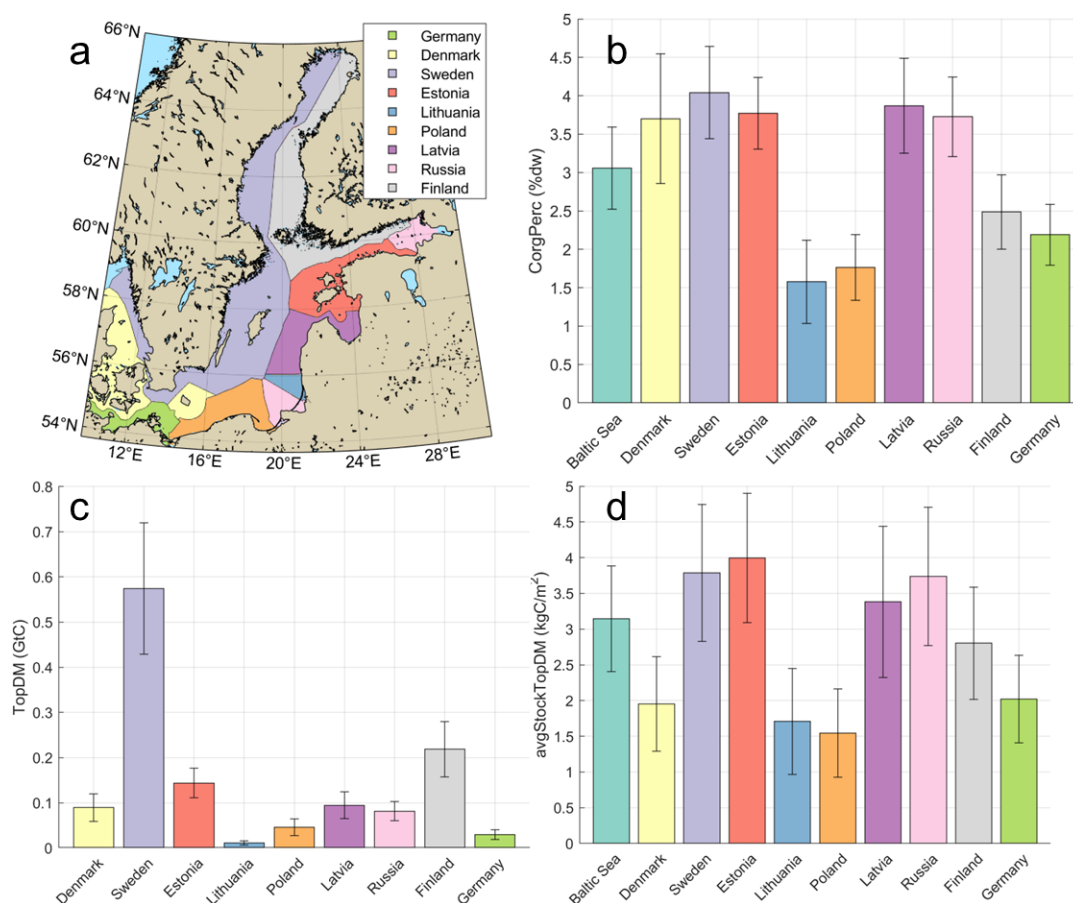 a
66°N
64°N
62°N
60°N
58°N
56°N
54°N
12°E
16°E
20°E
24°E
28°E
Germany
Denmark
Sweden
Estonia
Lithuania
Poland
Latvia
Russia
Finland
b
CorgPerc (%dw)
5
4.5
4
3.5
3
2.5
2
1.5
1
0.5
0
Baltic Sea
Denmark
Sweden
Estonia
Lithuania
Poland
Latvia
Russia
Finland
Germany
c
TopDM (GtC)
0.8
0.7
0.6
0.5
0.4
0.3
0.2
0.1
0
Denmark
Sweden
Estonia
Lithuania
Poland
Latvia
Russia
Finland
Germany
d
avgStockTopDM (kgC/m²)
5
4.5
4
3.5
3
2.5
2
1.5
1
0.5
0
Baltic Sea
Denmark
Sweden
Estonia
Lithuania
Poland
Latvia
Russia
Finland
Germany